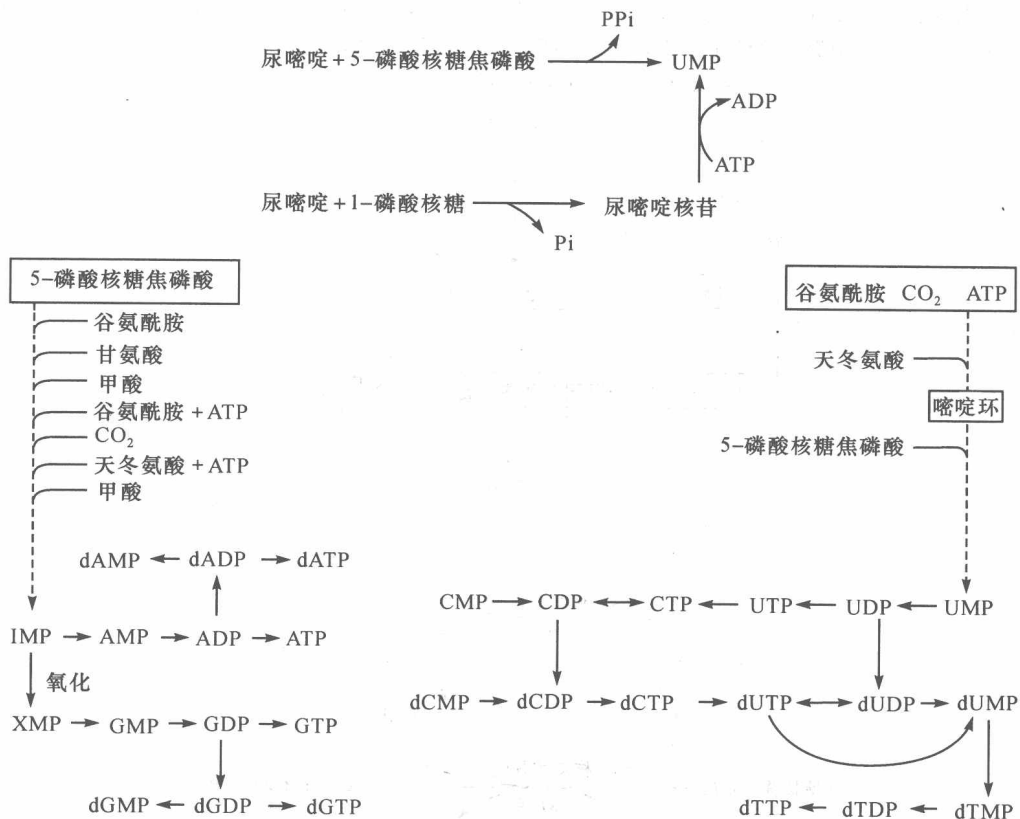 PPi
尿嘧啶+5-磷酸核糖焦磷酸 UMP
ADP
ATP
尿嘧啶+1-磷酸核糖 尿嘧啶核苷
Pi
5-磷酸核糖焦磷酸
谷氨酰胺
甘氨酸
甲酸
谷氨酰胺+ATP
CO₂
天冬氨酸+ATP
甲酸
dAMP dADP dATP
IMP AMP ADP ATP
氧化
XMP GMP GDP GTP
dGMP dGDP dGTP
谷氨酰胺 CO₂ ATP
天冬氨酸
嘧啶环
5-磷酸核糖焦磷酸
CMP CDP CTP UTP UDP UMP
dCMP dCDP dCTP dUTP dUDP dUMP
dTTP dTDP dTMP